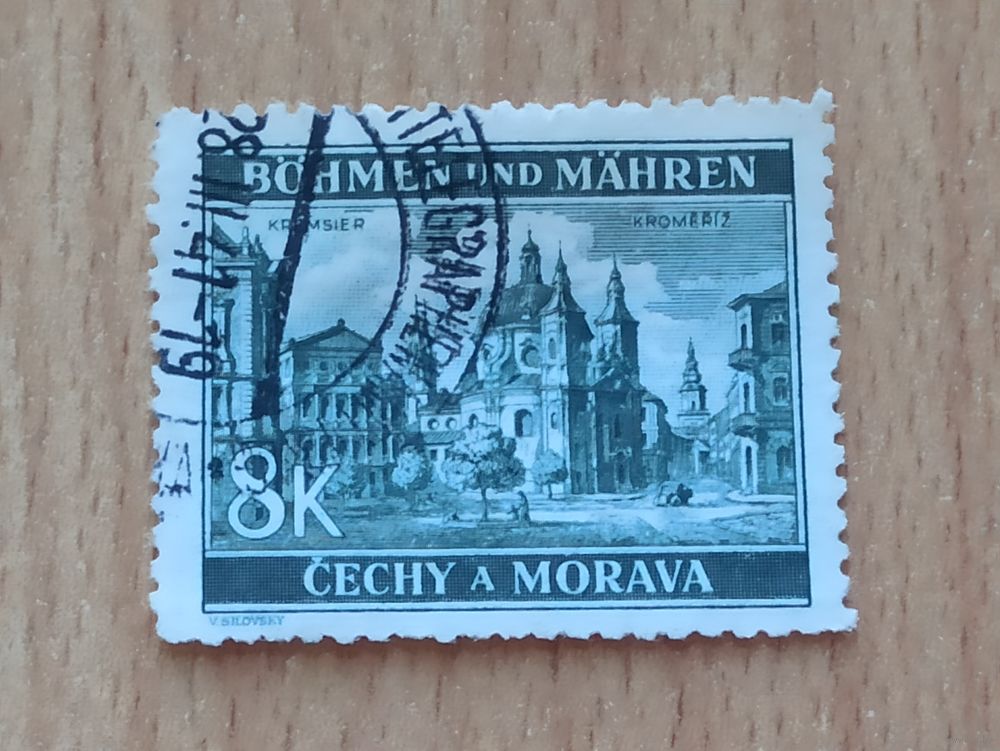 BÖHMEN UND MÄHREN
KREMSIER
KROMĚŘÍŽ
8K
ČECHY A MORAVA
V. SILOVSKÝ